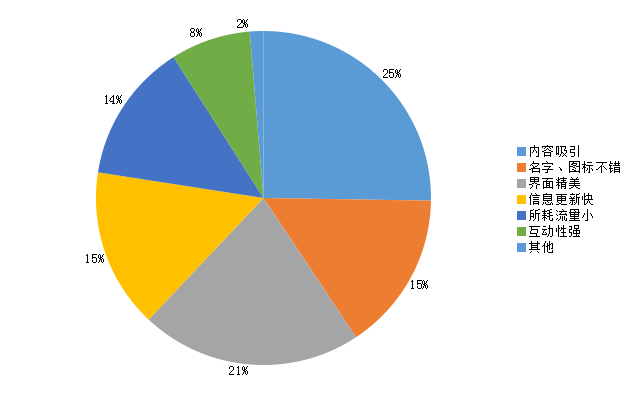 2%
8%
25%
14%
15%
15%
21%
内容吸引
名字、图标不错
界面精美
信息更新快
所耗流量小
互动性强
其他